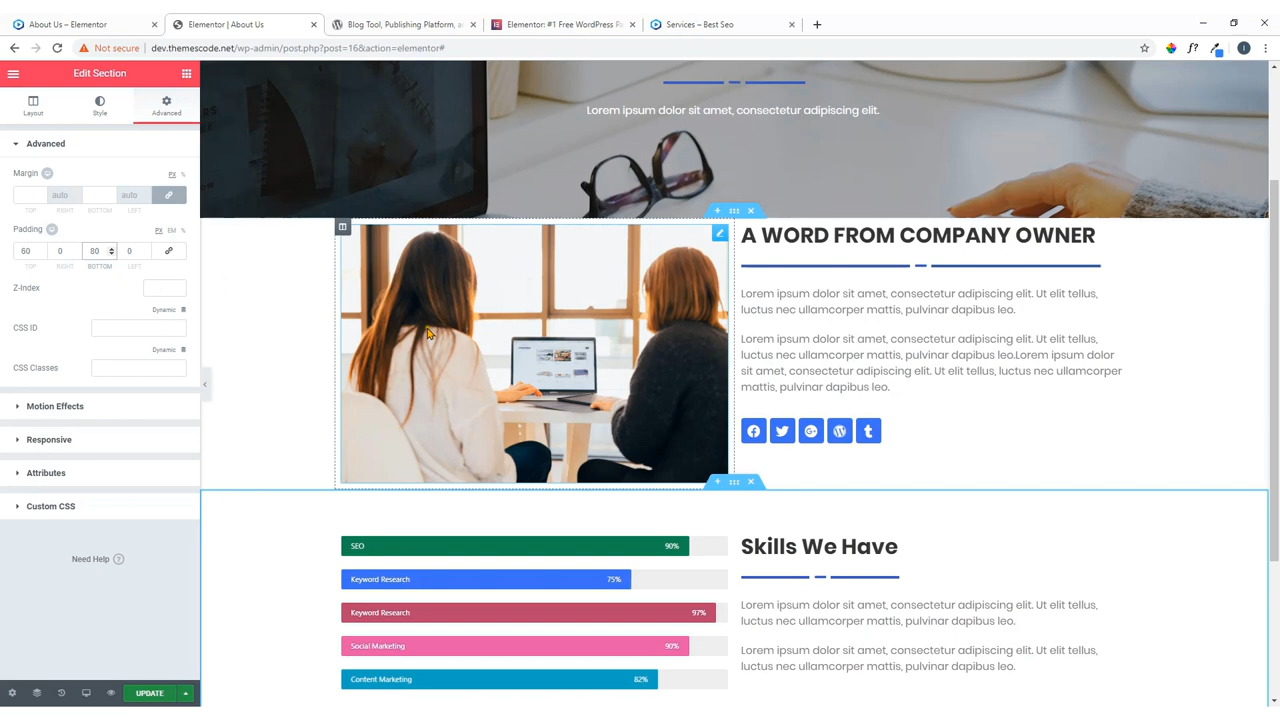 About Us – Elementor
Elementor | About Us
Blog Tool, Publishing Platform, a
Elementor: #1 Free WordPress Pa
Services – Best Seo
Not secure
dev.themescode.net/wp-admin/post.php?post=16&action=elementor#
f?
I
Edit Section
Layout
Style
Advanced
Advanced
Margin
PX %
auto
auto
TOP RIGHT BOTTOM LEFT
Padding
PX EM %
60 0 80 0
TOP RIGHT BOTTOM LEFT
Z-Index
Dynamic
CSS ID
Dynamic
CSS Classes
Motion Effects
Responsive
Attributes
Custom CSS
Need Help ?
UPDATE
Lorem ipsum dolor sit amet, consectetur adipiscing elit.
A WORD FROM COMPANY OWNER
Lorem ipsum dolor sit amet, consectetur adipiscing elit. Ut elit tellus,
luctus nec ullamcorper mattis, pulvinar dapibus leo.
Lorem ipsum dolor sit amet, consectetur adipiscing elit. Ut elit tellus,
luctus nec ullamcorper mattis, pulvinar dapibus leo.Lorem ipsum dolor
sit amet, consectetur adipiscing elit. Ut elit tellus, luctus nec ullamcorper
mattis, pulvinar dapibus leo.
SEO 90%
Keyword Research 75%
Keyword Research 97%
Social Marketing 90%
Content Marketing 82%
Skills We Have
Lorem ipsum dolor sit amet, consectetur adipiscing elit. Ut elit tellus,
luctus nec ullamcorper mattis, pulvinar dapibus leo.
Lorem ipsum dolor sit amet, consectetur adipiscing elit. Ut elit tellus,
luctus nec ullamcorper mattis, pulvinar dapibus leo.